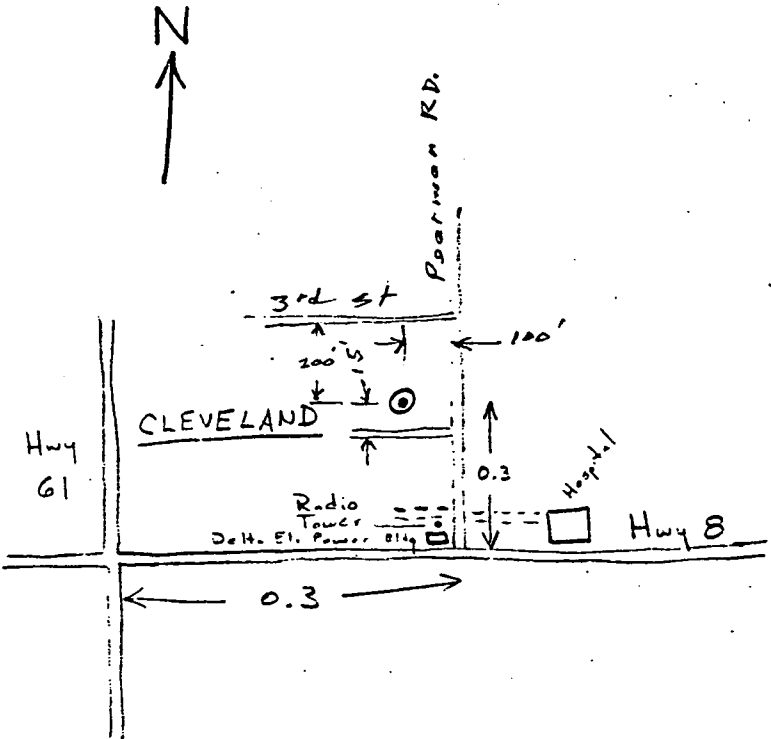 N
Pearman RD.
3rd St
100'
200'
15'
CLEVELAND
Hwy
61
0.3
Hospital
Radio
Tower
Delta El. Power Bldg
Hwy 8
0.3